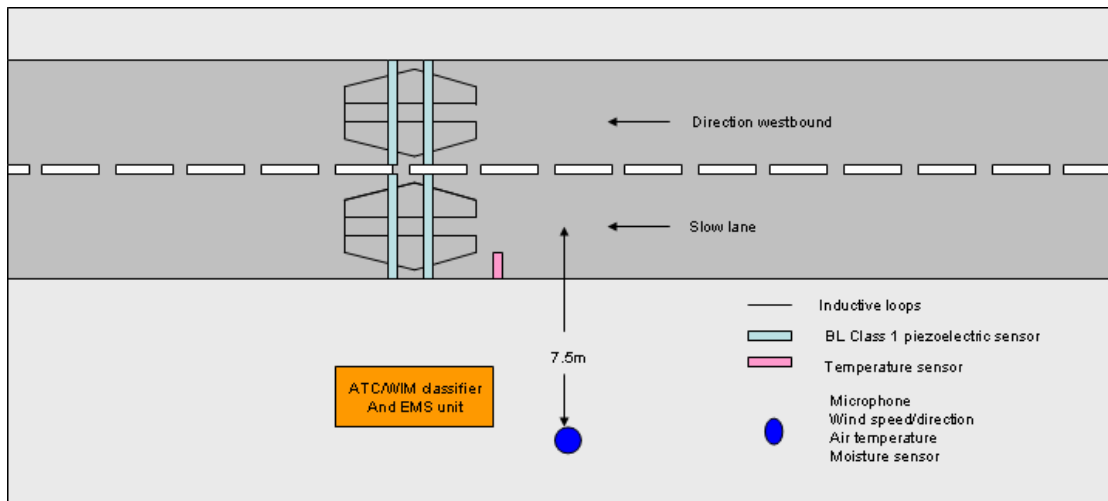 Direction westbound
Slow lane
Inductive loops
BL Class 1 piezoelectric sensor
7.5m
Temperature sensor
ATC/WIM classifier
And EMS unit
Microphone
Wind speed/direction
Air temperature
Moisture sensor